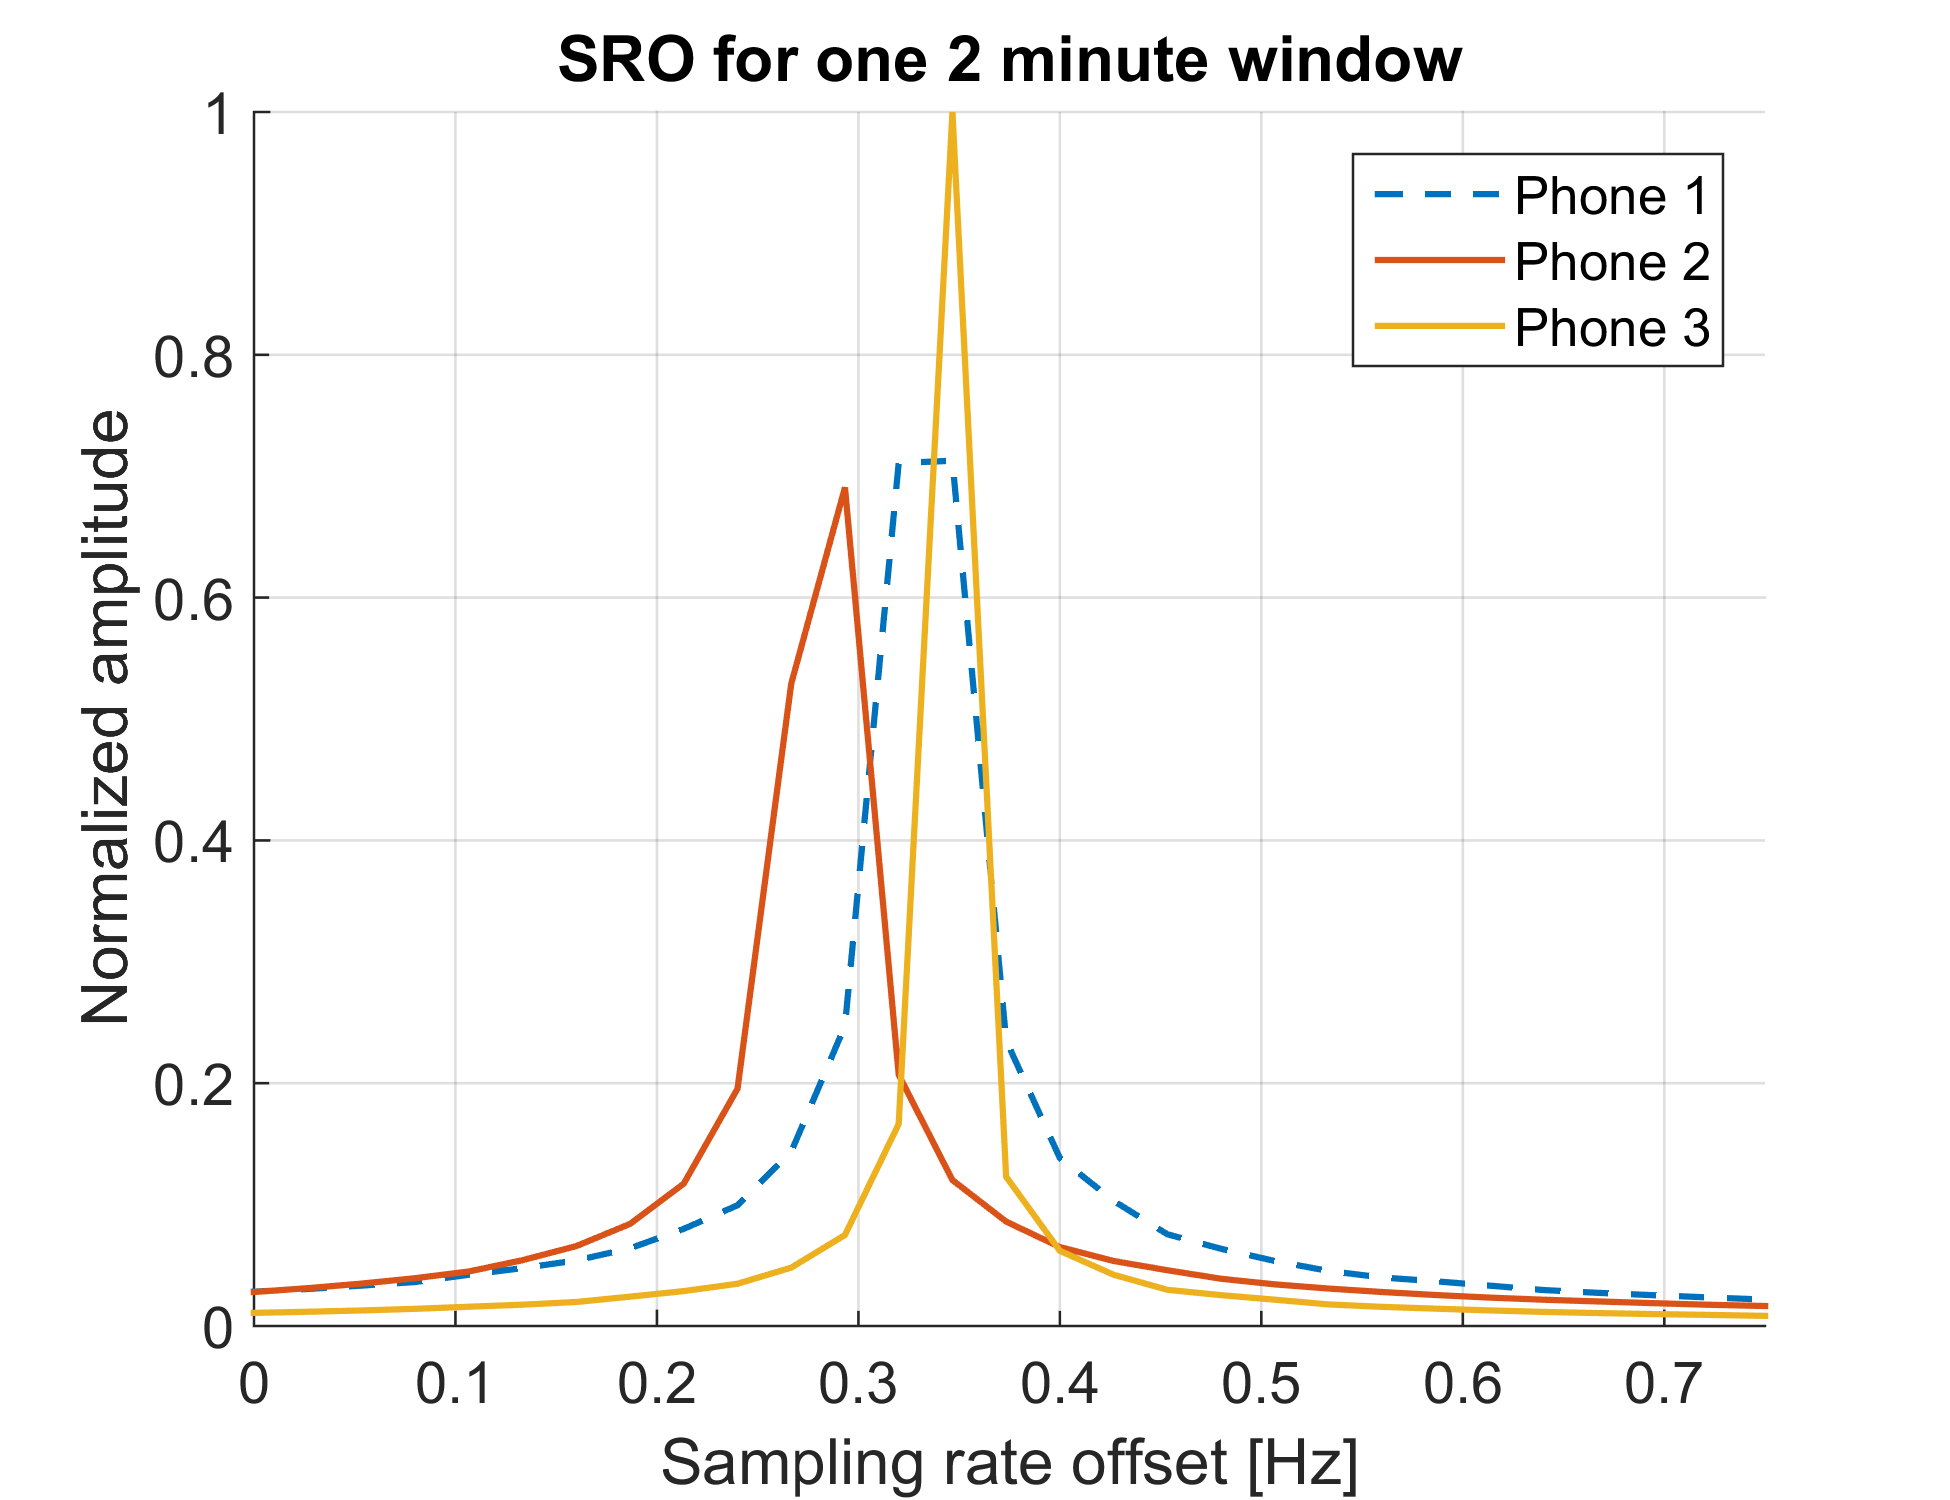 SRO for one 2 minute window
Normalized amplitude
1
0.8
0.6
0.4
0.2
0
Phone 1
Phone 2
Phone 3
0 0.1 0.2 0.3 0.4 0.5 0.6 0.7
Sampling rate offset [Hz]